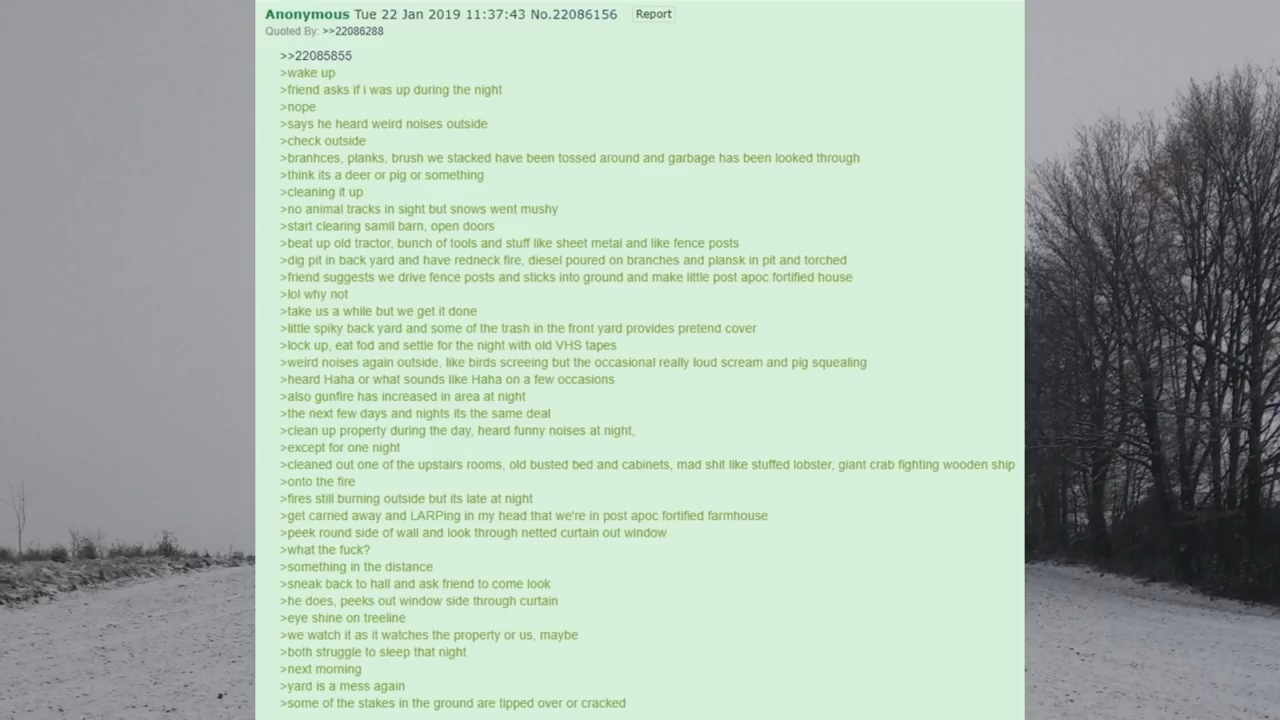 Anonymous Tue 22 Jan 2019 11:37:43 No.22086156 Report
Quoted By: >>22086288
>>22085855
>wake up
>friend asks if i was up during the night
>nope
>says he heard weird noises outside
>check outside
>branhces, planks, brush we stacked have been tossed around and garbage has been looked through
>think its a deer or pig or something
>cleaning it up
>no animal tracks in sight but snows went mushy
>start clearing samll barn, open doors
>beat up old tractor, bunch of tools and stuff like sheet metal and like fence posts
>dig pit in back yard and have redneck fire, diesel poured on branches and plansk in pit and torched
>friend suggests we drive fence posts and sticks into ground and make little post apoc fortified house
>lol why not
>take us a while but we get it done
>little spiky back yard and some of the trash in the front yard provides pretend cover
>lock up, eat fod and settle for the night with old VHS tapes
>weird noises again outside, like birds screeing but the occasional really loud scream and pig squealing
>heard Haha or what sounds like Haha on a few occasions
>also gunfire has increased in area at night
>the next few days and nights its the same deal
>clean up property during the day, heard funny noises at night,
>except for one night
>cleaned out one of the upstairs rooms, old busted bed and cabinets, mad shit like stuffed lobster, giant crab fighting wooden ship
>onto the fire
>fires still burning outside but its late at night
>get carried away and LARPing in my head that we're in post apoc fortified farmhouse
>peek round side of wall and look through netted curtain out window
>what the fuck?
>something in the distance
>sneak back to hall and ask friend to come look
>he does, peeks out window side through curtain
>eye shine on treeline
>we watch it as it watches the property or us, maybe
>both struggle to sleep that night
>next morning
>yard is a mess again
>some of the stakes in the ground are tipped over or cracked